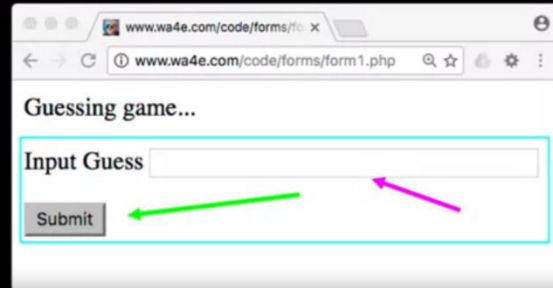 www.wa4e.com/code/forms/fo
www.wa4e.com/code/forms/form1.php
Guessing game...
Input Guess
Submit